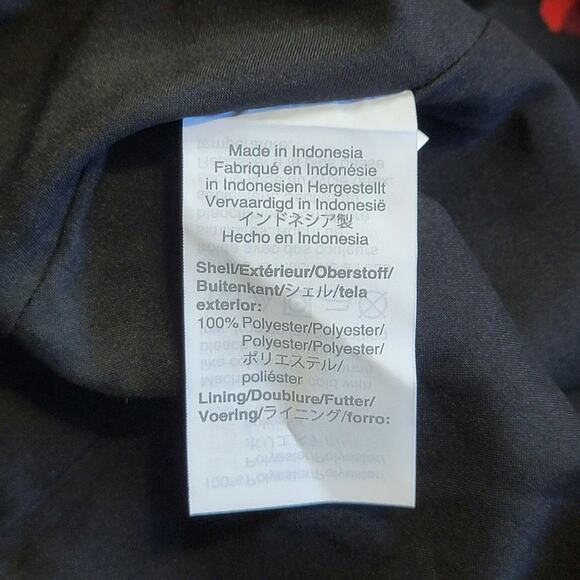 Made in Indonesia
Fabriqué en Indonésie
in Indonesien Hergestellt
Vervaardigd in Indonesië
インドネシア製
Hecho en Indonesia
Shell/Extérieur/Oberstoff/
Buitenkant/シェル/tela
exterior:
100% Polyester/Polyester/
Polyester/Polyester/
ポリエステル/
poliéster
Lining/Doublure/Futter/
Voering/ライニング/forro: